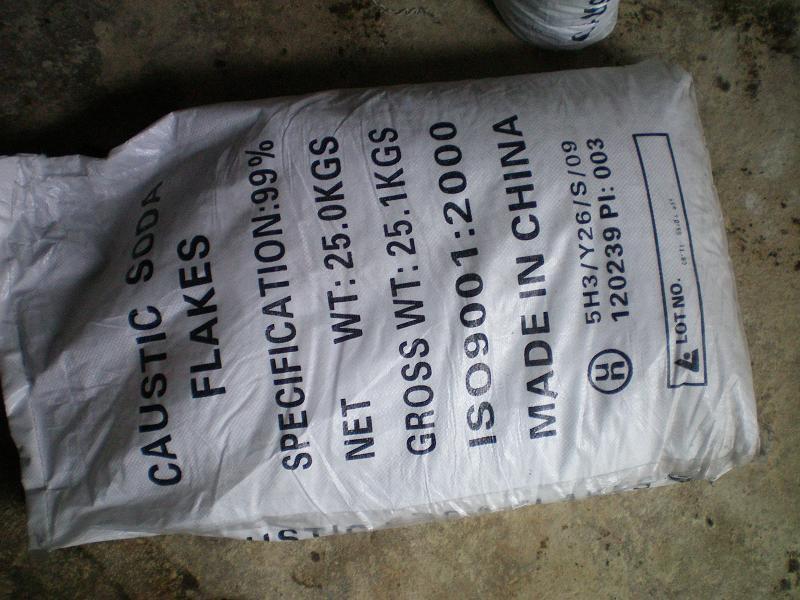 CAUSTIC SODA
FLAKES
SPECIFICATION:99%
NET WT: 25.0KGS
GROSS WT: 25.1KGS
ISO9001:2000
MADE IN CHINA
un
5H3/Y26/S/09
120239 PI: 003
LOT NO.